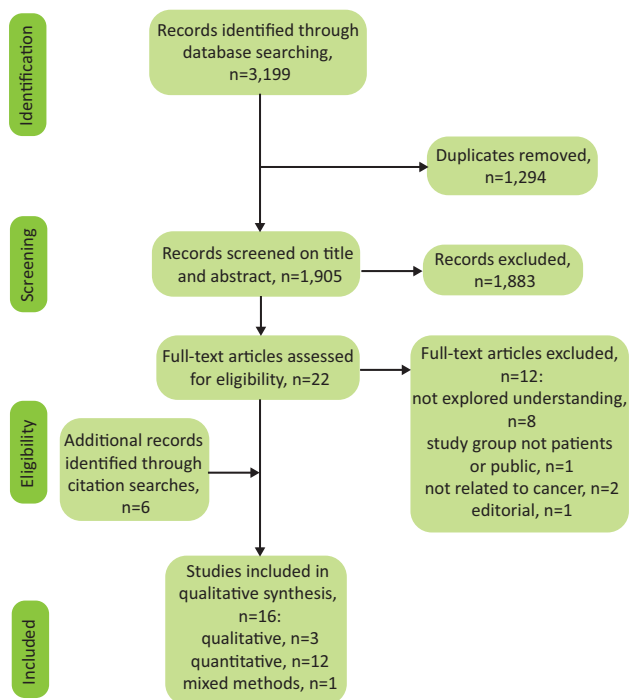 Identification
Records identified through
database searching,
n=3,199
Duplicates removed,
n=1,294
Screening
Records screened on title
and abstract, n=1,905
Records excluded,
n=1,883
Full-text articles assessed
for eligibility, n=22
Full-text articles excluded,
n=12:
not explored understanding,
n=8
study group not patients
or public, n=1
not related to cancer, n=2
editorial, n=1
Eligibility
Additional records
identified through
citation searches,
n=6
Included
Studies included in
qualitative synthesis,
n=16:
qualitative, n=3
quantitative, n=12
mixed methods, n=1